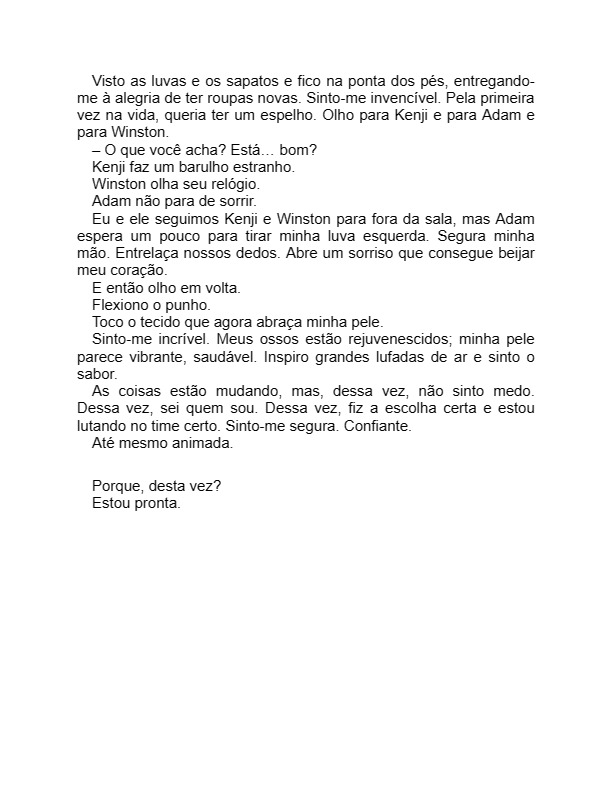 Visto as luvas e os sapatos e fico na ponta dos pés, entregando-
me à alegria de ter roupas novas. Sinto-me invencível. Pela primeira
vez na vida, queria ter um espelho. Olho para Kenji e para Adam e
para Winston.
– O que você acha? Está… bom?
Kenji faz um barulho estranho.
Winston olha seu relógio.
Adam não para de sorrir.
Eu e ele seguimos Kenji e Winston para fora da sala, mas Adam
espera um pouco para tirar minha luva esquerda. Segura minha
mão. Entrelaça nossos dedos. Abre um sorriso que consegue beijar
meu coração.
E então olho em volta.
Flexiono o punho.
Toco o tecido que agora abraça minha pele.
Sinto-me incrível. Meus ossos estão rejuvenescidos; minha pele
parece vibrante, saudável. Inspiro grandes lufadas de ar e sinto o
sabor.
As coisas estão mudando, mas, dessa vez, não sinto medo.
Dessa vez, sei quem sou. Dessa vez, fiz a escolha certa e estou
lutando no time certo. Sinto-me segura. Confiante.
Até mesmo animada.
Porque, desta vez?
Estou pronta.